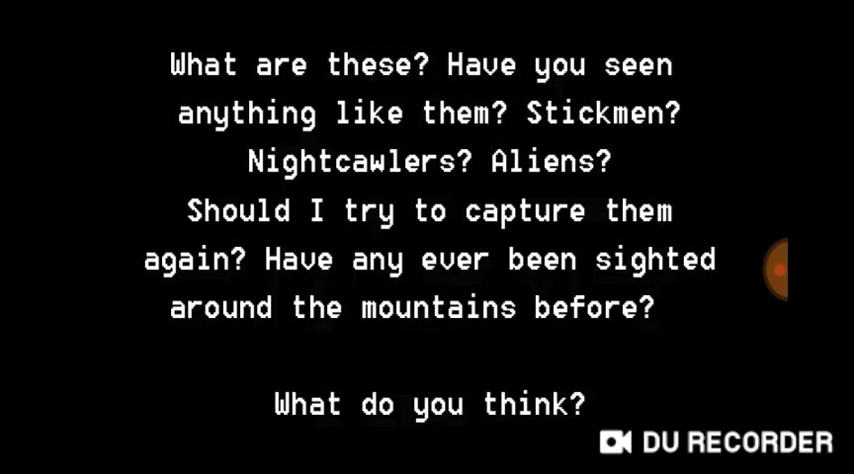 What are these? Have you seen
anything like them? Stickmen?
Nightcawlers? Aliens?
Should I try to capture them
again? Have any ever been sighted
around the mountains before?
What do you think?
DU RECORDER